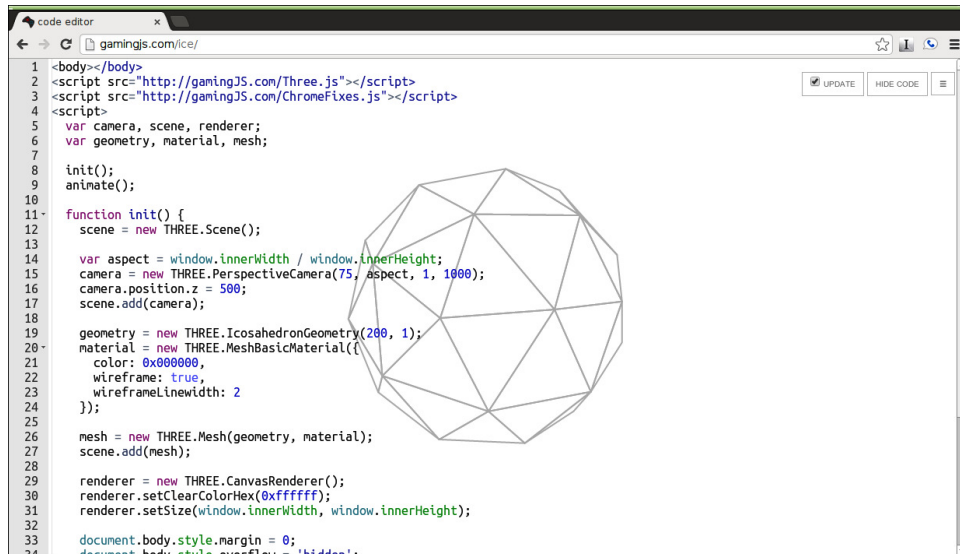 code editor
gamingjs.com/ice/
UPDATE HIDE CODE
1 <body></body>
2 <script src="http://gamingJS.com/Three.js"></script>
3 <script src="http://gamingJS.com/ChromeFixes.js"></script>
4 <script>
5   var camera, scene, renderer;
6   var geometry, material, mesh;
7
8   init();
9   animate();
10
11   function init() {
12     scene = new THREE.Scene();
13
14     var aspect = window.innerWidth / window.innerHeight;
15     camera = new THREE.PerspectiveCamera(75, aspect, 1, 1000);
16     camera.position.z = 500;
17     scene.add(camera);
18
19     geometry = new THREE.IcosahedronGeometry(200, 1);
20     material = new THREE.MeshBasicMaterial({
21       color: 0x000000,
22       wireframe: true,
23       wireframeLinewidth: 2
24     });
25
26     mesh = new THREE.Mesh(geometry, material);
27     scene.add(mesh);
28
29     renderer = new THREE.CanvasRenderer();
30     renderer.setClearColorHex(0xffffff);
31     renderer.setSize(window.innerWidth, window.innerHeight);
32
33     document.body.style.margin = 0;
34     document.body.style.overflow = 'hidden';